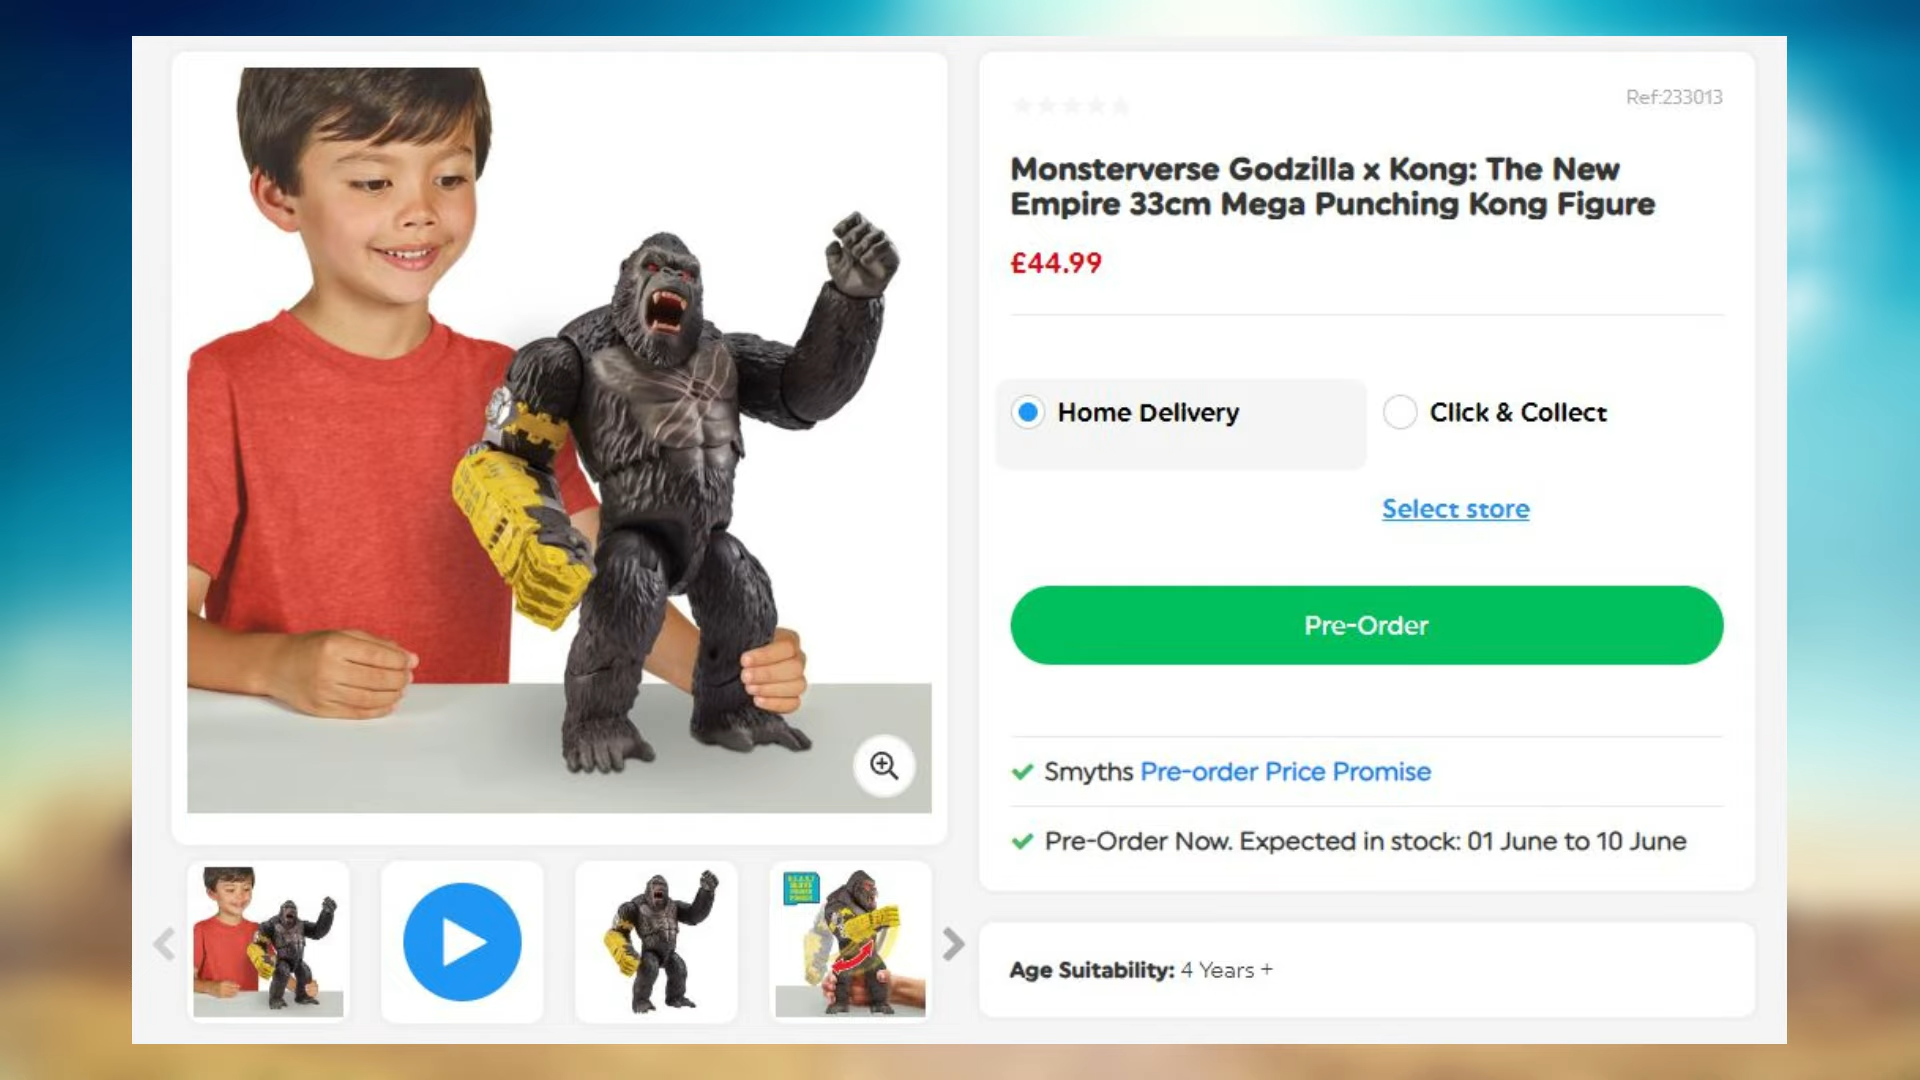 Ref:233013
Monsterverse Godzilla x Kong: The New
Empire 33cm Mega Punching Kong Figure
£44.99
Home Delivery
Click & Collect
Select store
Pre-Order
Smyths Pre-order Price Promise
Pre-Order Now. Expected in stock: 01 June to 10 June
Age Suitability: 4 Years +